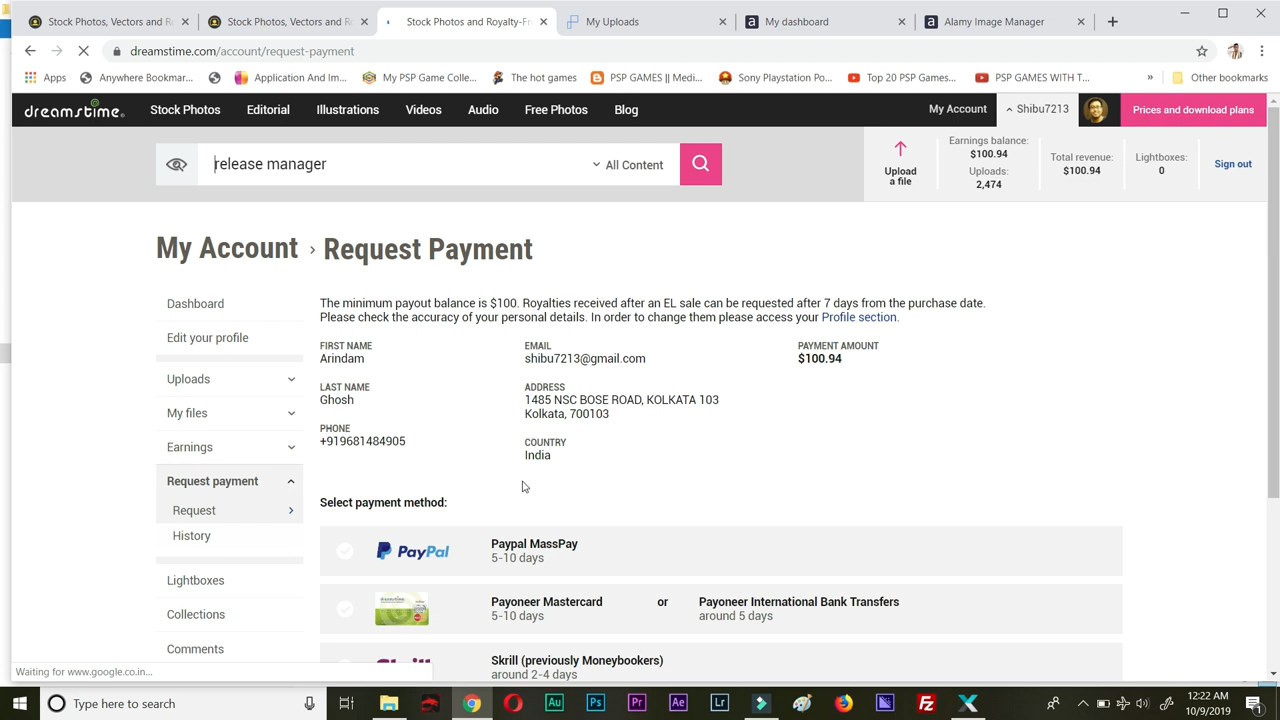 Stock Photos, Vectors and Ro
Stock Photos, Vectors and Ro
Stock Photos and Royalty-Fr
My Uploads
My dashboard
Alamy Image Manager
dreamstime.com/account/request-payment
Apps
Anywhere Bookmar...
Application And Im...
My PSP Game Colle...
The hot games
PSP GAMES || Medi...
Sony Playstation Po...
Top 20 PSP Games...
PSP GAMES WITH T...
»
Other bookmarks
dreamstime.
Stock Photos
Editorial
Illustrations
Videos
Audio
Free Photos
Blog
My Account
Shibu7213
Prices and download plans
release manager
All Content
Upload
a file
Earnings balance:
$100.94
Uploads:
2,474
Total revenue:
$100.94
Lightboxes:
0
Sign out
My Account › Request Payment
Dashboard
Edit your profile
Uploads
My files
Earnings
Request payment
Request
History
Lightboxes
Collections
Comments
The minimum payout balance is $100. Royalties received after an EL sale can be requested after 7 days from the purchase date.
Please check the accuracy of your personal details. In order to change them please access your Profile section.
FIRST NAME
Arindam
LAST NAME
Ghosh
PHONE
+919681484905
EMAIL
shibu7213@gmail.com
ADDRESS
1485 NSC BOSE ROAD, KOLKATA 103
Kolkata, 700103
COUNTRY
India
PAYMENT AMOUNT
$100.94
Select payment method:
PayPal
Paypal MassPay
5-10 days
Payoneer Mastercard or Payoneer International Bank Transfers
5-10 days
around 5 days
Skrill (previously Moneybookers)
around 2-4 days
Waiting for www.google.co.in...
Type here to search
Au
Ps
Pr
Ae
Lr
Fz
12:22 AM
10/9/2019